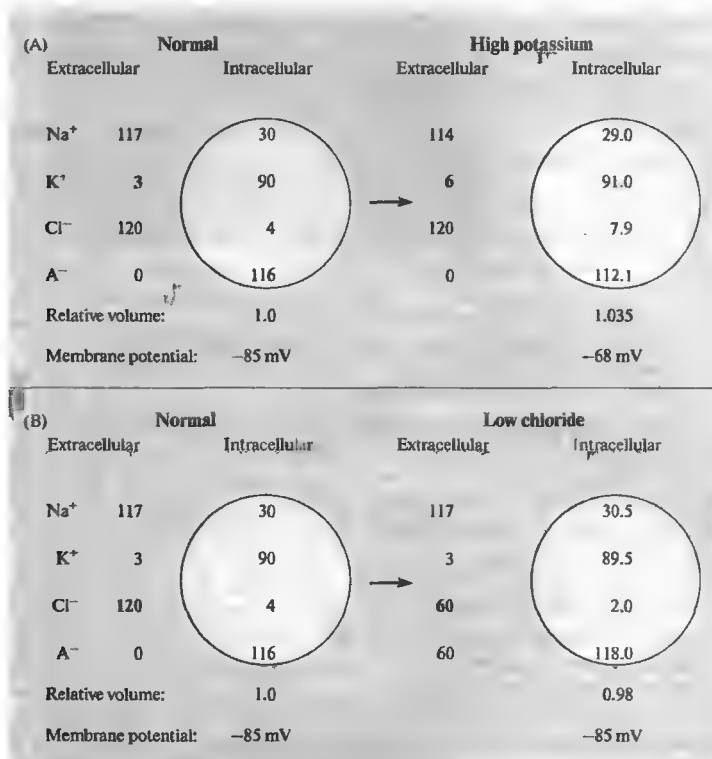 (A) Normal High potassium
Extracellular Intracellular Extracellular Intracellular
Na⁺ 117 30 114 29.0
K⁺ 3 90 6 91.0
Cl⁻ 120 4 120 7.9
A⁻ 0 116 0 112.1
Relative volume: 1.0 1.035
Membrane potential: −85 mV −68 mV
(B) Normal Low chloride
Extracellular Intracellular Extracellular Intracellular
Na⁺ 117 30 117 30.5
K⁺ 3 90 3 89.5
Cl⁻ 120 4 60 2.0
A⁻ 0 116 60 118.0
Relative volume: 1.0 0.98
Membrane potential: −85 mV −85 mV